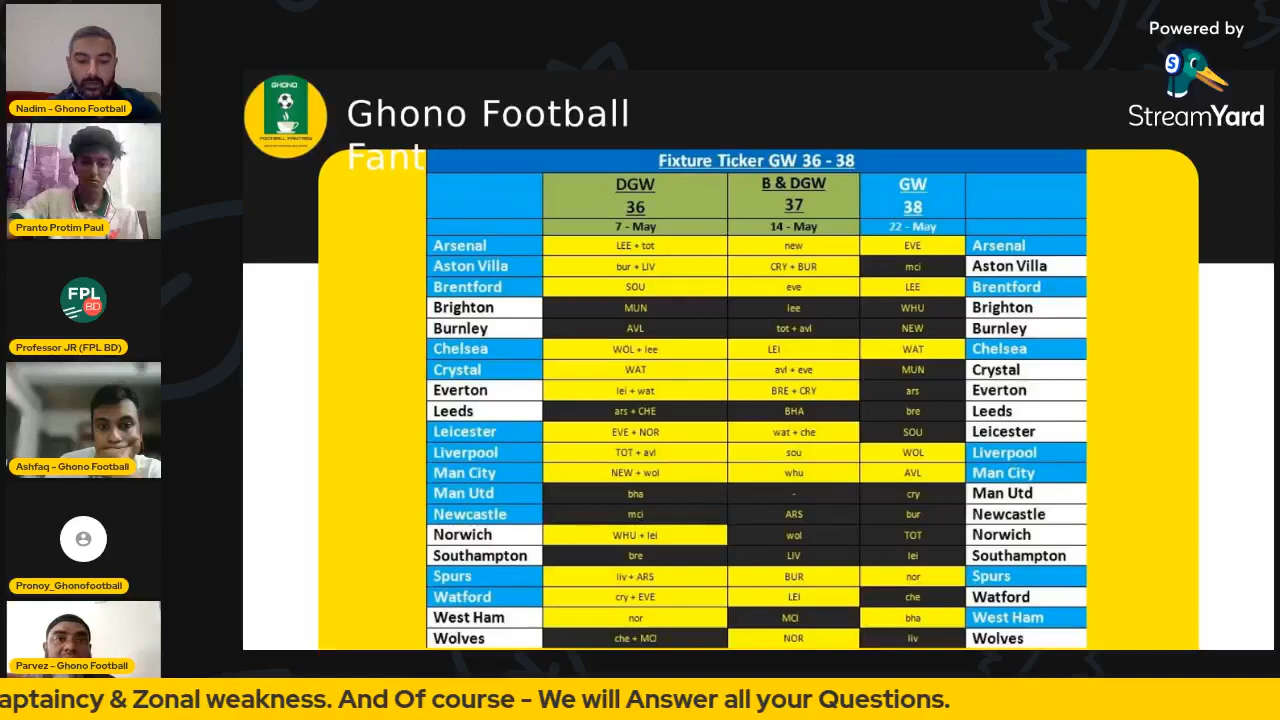 Powered by
StreamYard
Nadim - Ghono Football
Pranto Protim Paul
FPL
BD
Professor JR (FPL BD)
Ashfaq - Ghono Football
Pronoy_Ghonofootball
Parvez - Ghono Football
GHONO
FOOTBALL FANTASY
Ghono Football
Fant
Fixture Ticker GW 36 - 38
DGW 36 B & DGW 37 GW 38
7 - May 14 - May 22 - May
Arsenal LEE + tot new EVE Arsenal
Aston Villa bur + LIV CRY + BUR mci Aston Villa
Brentford SOU eve LEE Brentford
Brighton MUN lee WHU Brighton
Burnley AVL tot + avl NEW Burnley
Chelsea WOL + lee LEI WAT Chelsea
Crystal WAT avl + eve MUN Crystal
Everton lei + wat BRE + CRY ars Everton
Leeds ars + CHE BHA bre Leeds
Leicester EVE + NOR wat + che SOU Leicester
Liverpool TOT + avl sou WOL Liverpool
Man City NEW + wol whu AVL Man City
Man Utd bha - cry Man Utd
Newcastle mci ARS bur Newcastle
Norwich WHU + lei wol TOT Norwich
Southampton bre LIV lei Southampton
Spurs liv + ARS BUR nor Spurs
Watford cry + EVE LEI che Watford
West Ham nor MCI bha West Ham
Wolves che + MCI NOR liv Wolves
aptaincy & Zonal weakness. And Of course - We will Answer all your Questions.